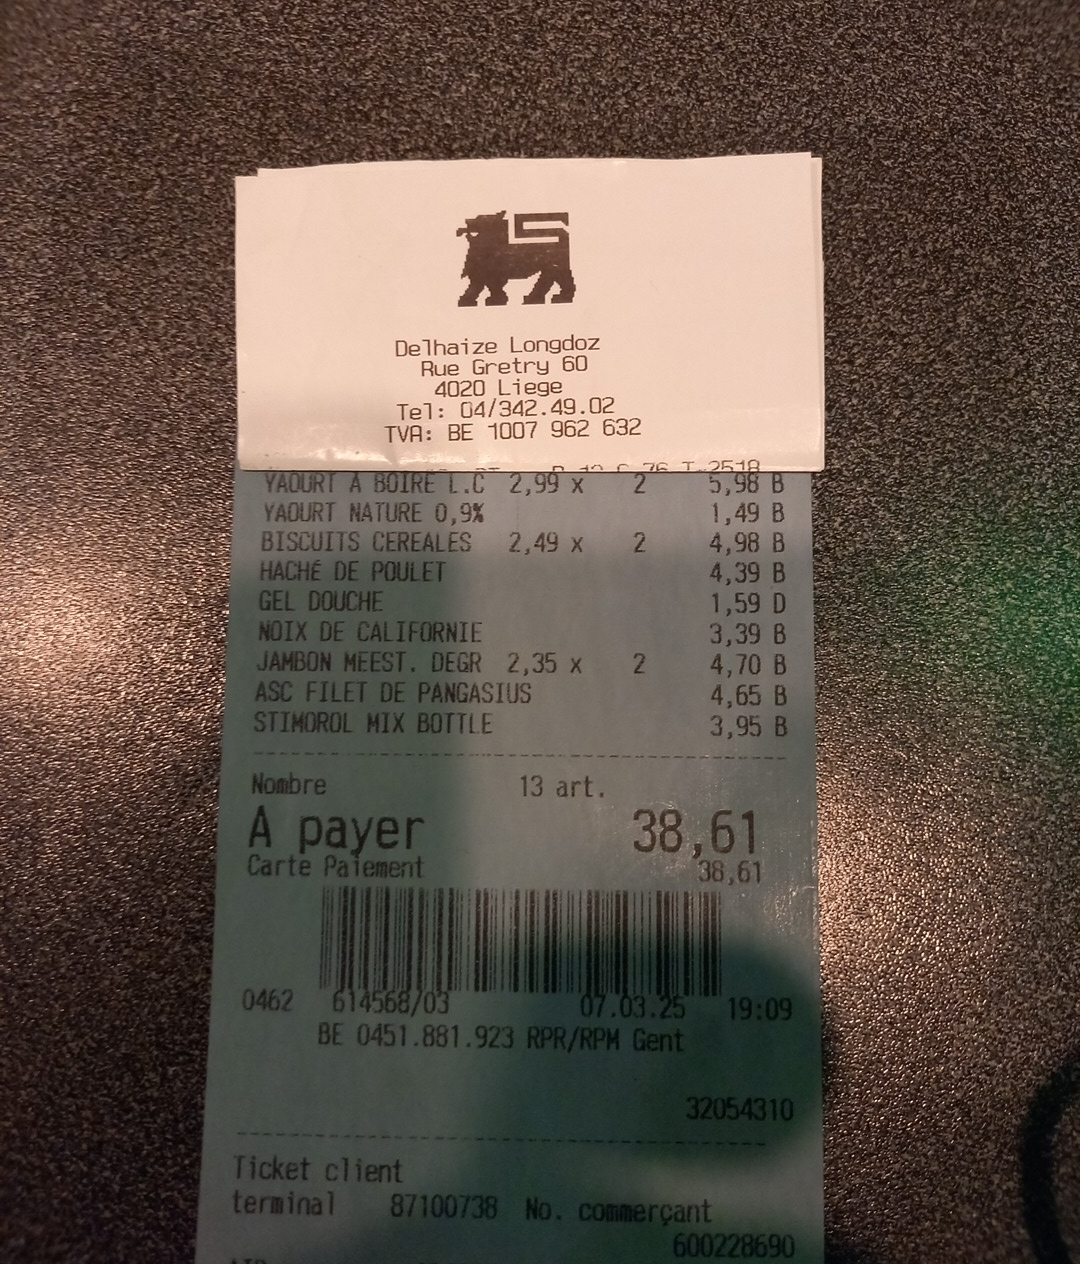 Delhaize Longdoz
Rue Gretry 60
4020 Liege
Tel: 04/342.49.02
TVA: BE 1007 962 632
YAOURT A BOIRE L.C 2,99 x 2 5,98 B
YAOURT NATURE 0,9% 1,49 B
BISCUITS CEREALES 2,49 x 2 4,98 B
HACHÉ DE POULET 4,39 B
GEL DOUCHE 1,59 D
NOIX DE CALIFORNIE 3,39 B
JAMBON MEEST. DEGR 2,35 x 2 4,70 B
ASC FILET DE PANGASIUS 4,65 B
STIMOROL MIX BOTTLE 3,95 B
Nombre 13 art.
A payer 38,61
Carte Paiement 38,61
0462 614568/03 07.03.25 19:09
BE 0451.881.923 RPR/RPM Gent
32054310
Ticket client
terminal 87100738 No. commerçant
600228690